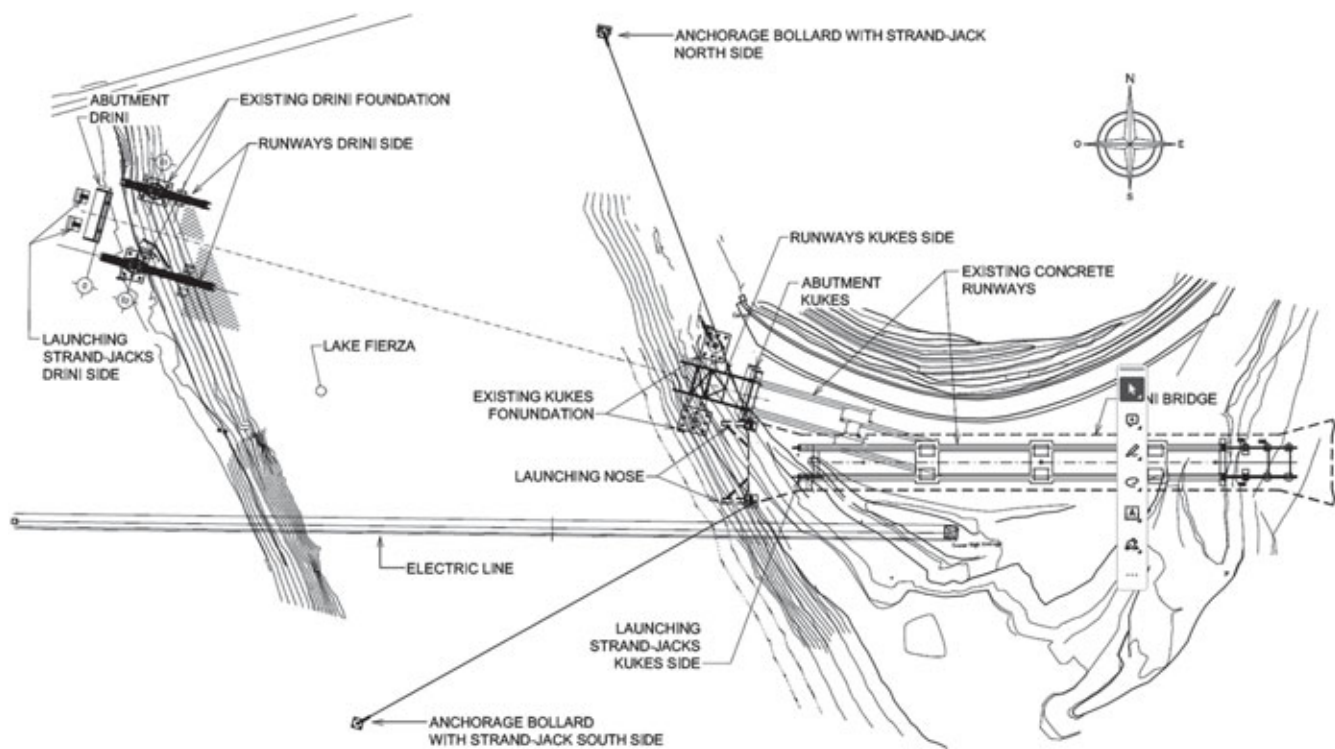 ANCHORAGE BOLLARD WITH STRAND-JACK
NORTH SIDE
N
O
E
S
ABUTMENT
DRINI
EXISTING DRINI FOUNDATION
RUNWAYS DRINI SIDE
RUNWAYS KUKES SIDE
ABUTMENT
KUKES
EXISTING CONCRETE
RUNWAYS
LAUNCHING
STRAND-JACKS
DRINI SIDE
LAKE FIERZA
EXISTING KUKES
FONUNDATION
NI BRIDGE
LAUNCHING NOSE
A
ELECTRIC LINE
LAUNCHING
STRAND-JACKS
KUKES SIDE
ANCHORAGE BOLLARD
WITH STRAND-JACK SOUTH SIDE